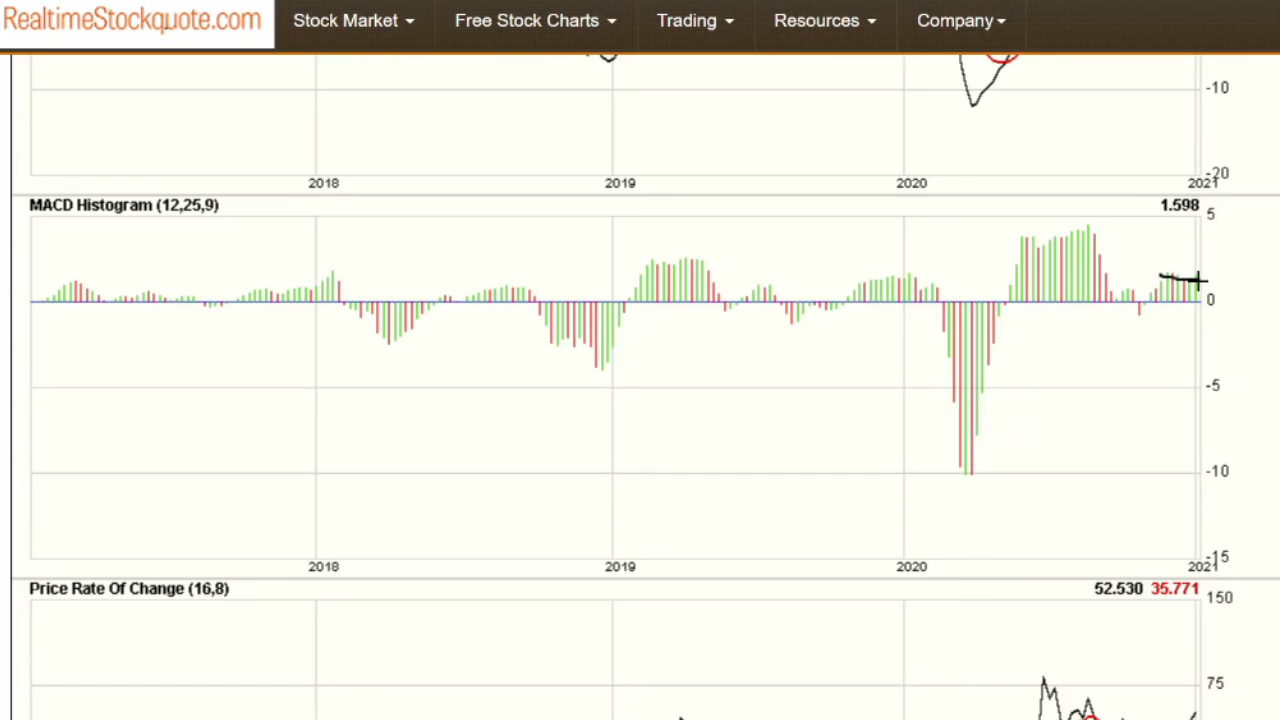 RealtimeStockquote.com Stock Market Free Stock Charts Trading Resources Company
-10
-20
2018 2019 2020 2021
MACD Histogram (12,25,9) 1.598
5
0
-5
-10
-15
2018 2019 2020 2021
Price Rate Of Change (16,8) 52.530 35.771
150
75